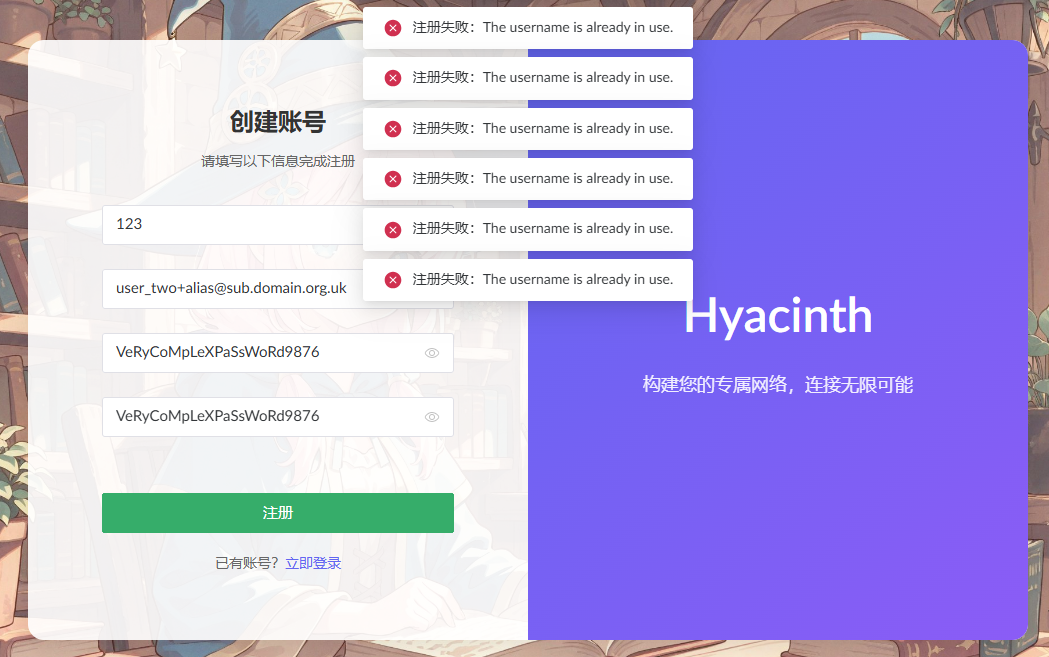 注册失败：The username is already in use.
注册失败：The username is already in use.
注册失败：The username is already in use.
注册失败：The username is already in use.
注册失败：The username is already in use.
注册失败：The username is already in use.
创建账号
请填写以下信息完成注册
123
user_two+alias@sub.domain.org.uk
VeRyCoMpLeXPaSsWoRd9876
VeRyCoMpLeXPaSsWoRd9876
注册
已有账号？立即登录
Hyacinth
构建您的专属网络，连接无限可能